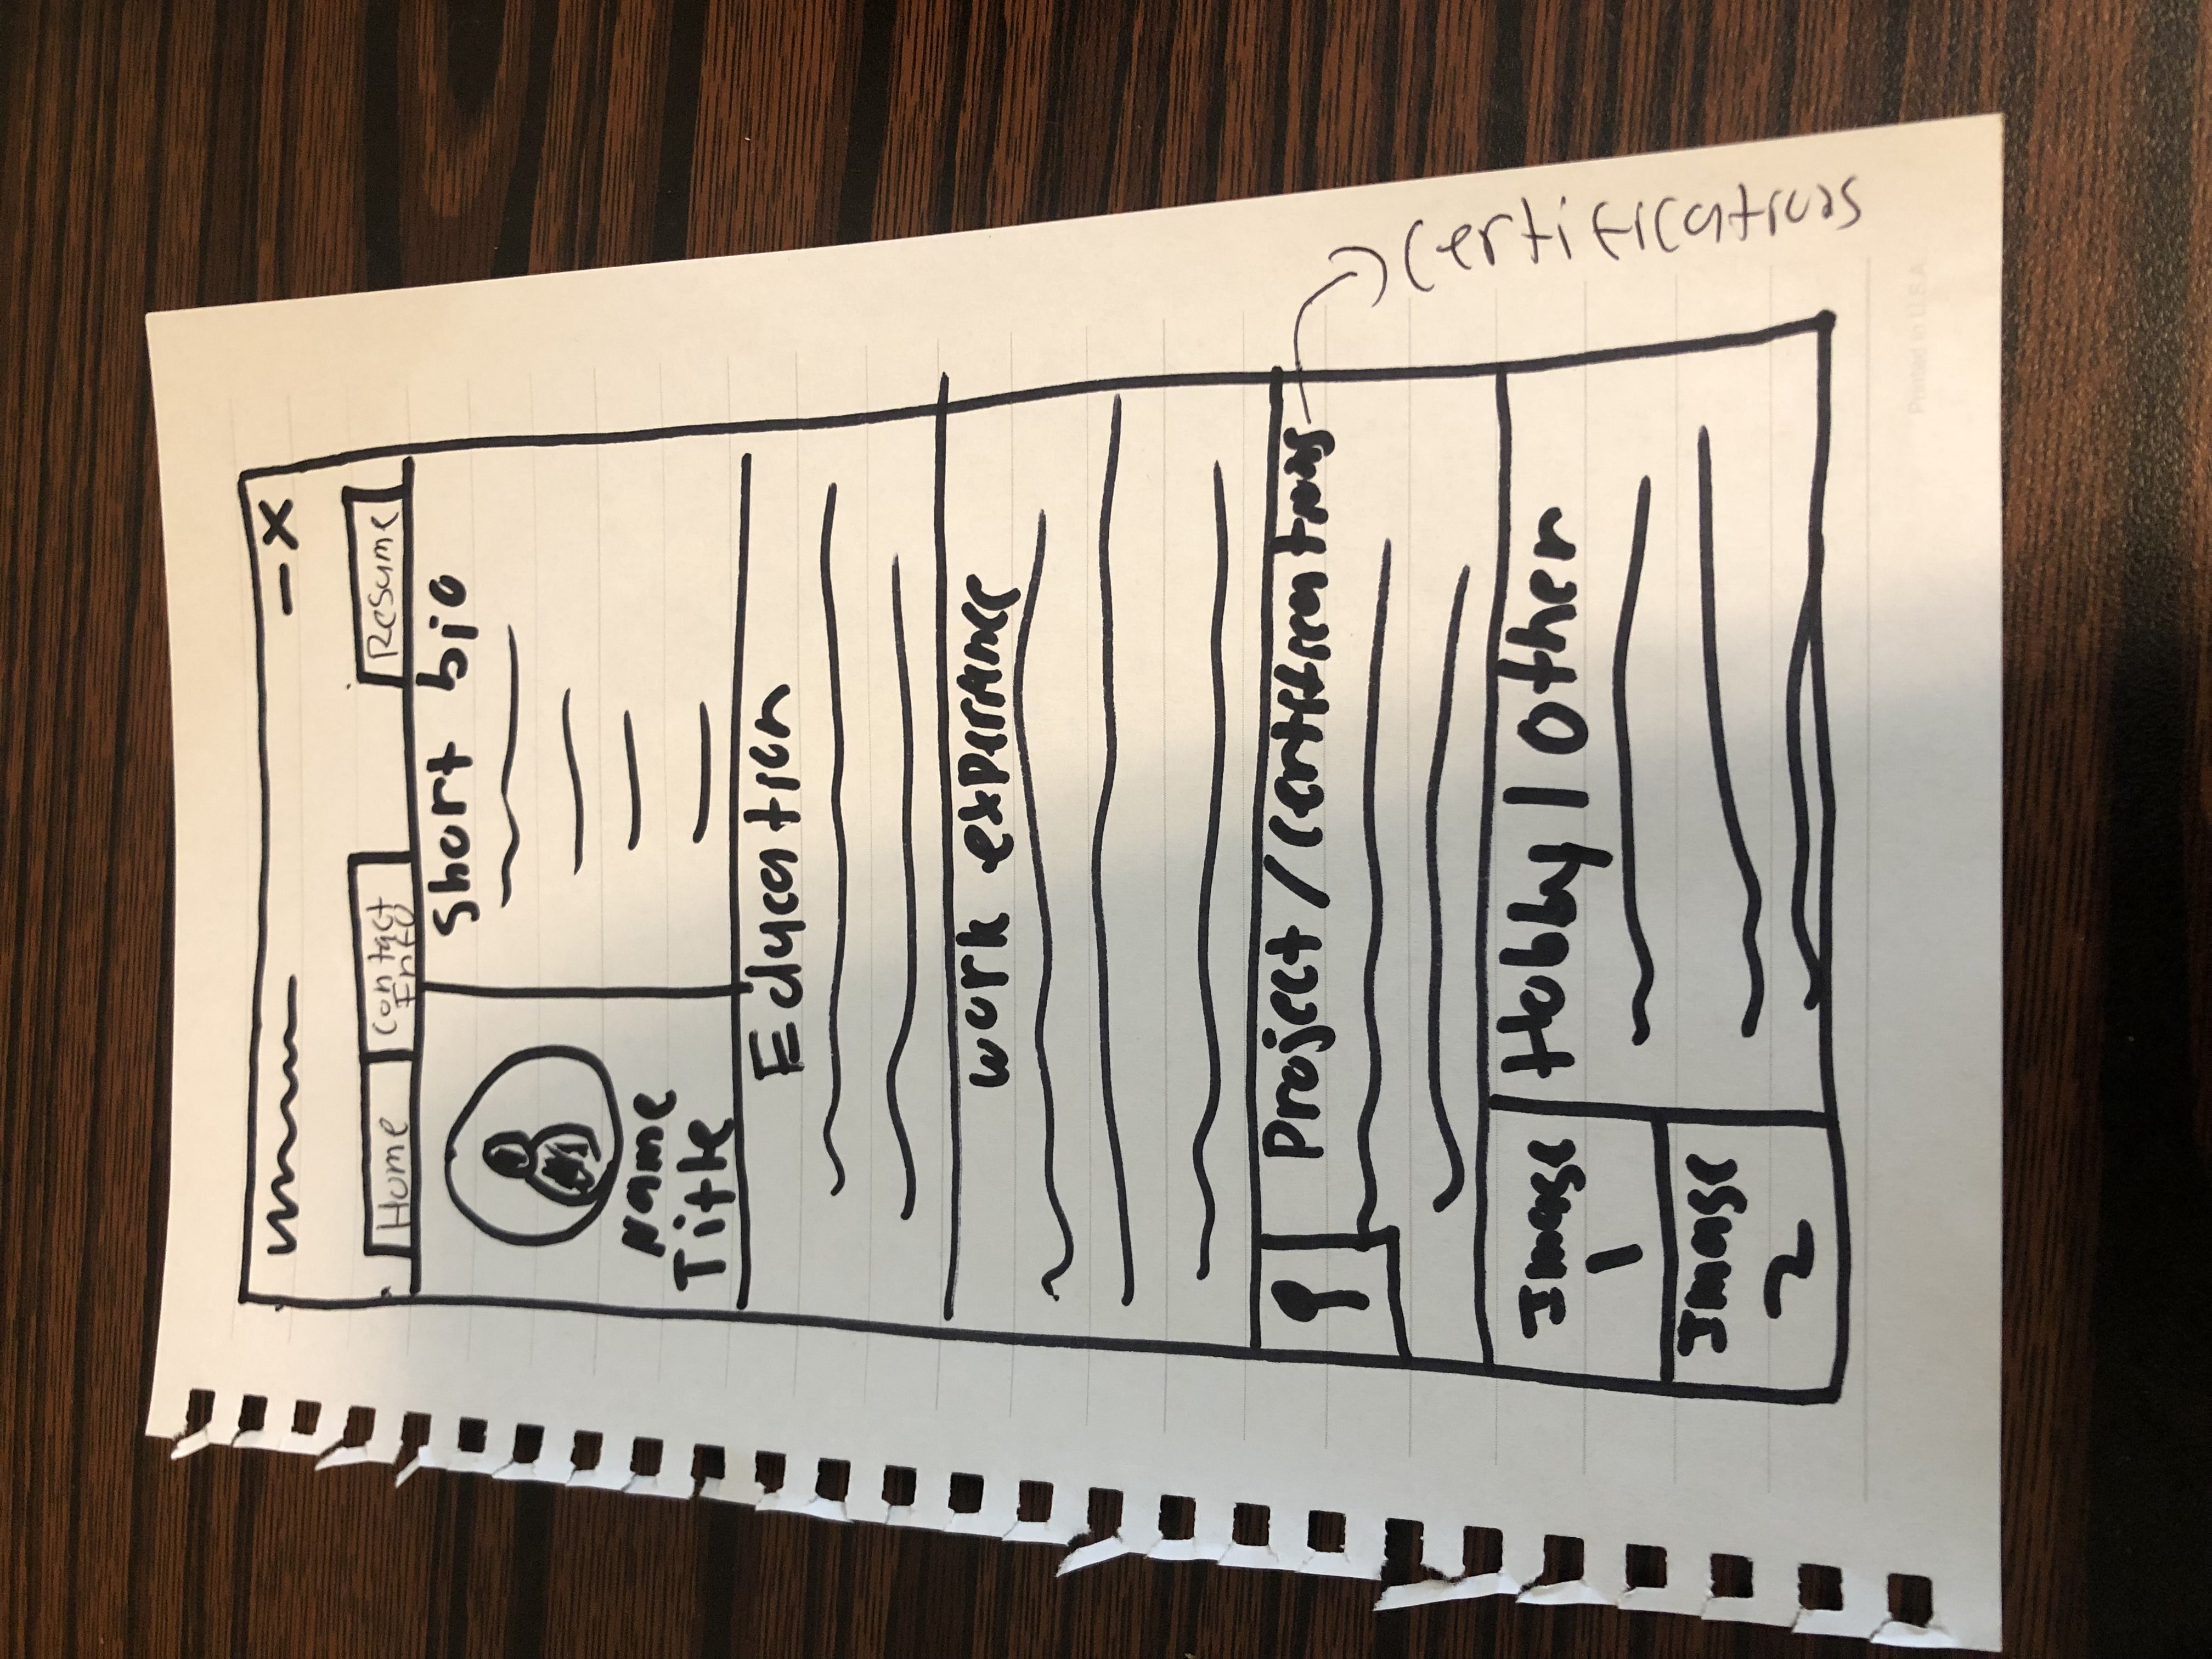 Home
Contact
Info
Resume
Short bio
Name
Title
Education
work experience
Project / Certifications
Certifications
Image
1
Hobby / Other
Image
2
Printed in U.S.A.